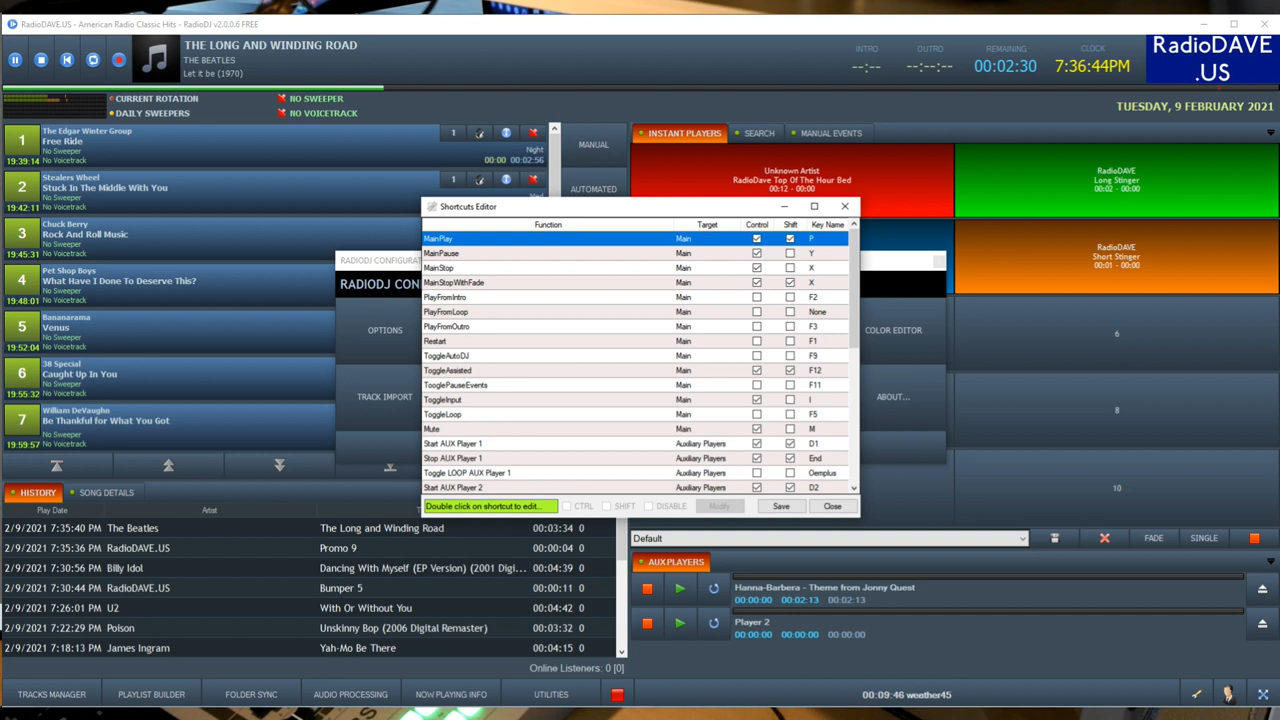 RadioDAVE.US - American Radio Classic Hits - RadioDJ v2.0.0.6 FREE
THE LONG AND WINDING ROAD
THE BEATLES
Let it be (1970)
INTRO OUTRO REMAINING CLOCK
--:-- --:--:-- 00:02:30 7:36:44PM
RadioDAVE
.US
CURRENT ROTATION NO SWEEPER
DAILY SWEEPERS NO VOICETRACK
TUESDAY, 9 FEBRUARY 2021
1 The Edgar Winter Group
Free Ride
No Sweeper
19:39:14 No Voicetrack
1
Night
00:00 00:02:56
2 Stealers Wheel
Stuck In The Middle With You
No Sweeper
19:42:11 No Voicetrack
1
3 Chuck Berry
Rock And Roll Music
No Sweeper
19:45:31 No Voicetrack
4 Pet Shop Boys
What Have I Done To Deserve This?
No Sweeper
19:48:01 No Voicetrack
5 Bananarama
Venus
No Sweeper
19:52:04 No Voicetrack
6 38 Special
Caught Up In You
No Sweeper
19:55:32 No Voicetrack
7 William DeVaughn
Be Thankful for What You Got
No Sweeper
19:59:57 No Voicetrack
MANUAL
AUTOMATED
INSTANT PLAYERS SEARCH MANUAL EVENTS
Unknown Artist
RadioDAVE Top Of The Hour Bed
00:12 - 00:00
RadioDAVE
Long Stinger
00:02 - 00:00
RadioDAVE
Short Stinger
00:01 - 00:00
6
8
10
RADIODJ CONFIGURAT
RADIODJ CON
OPTIONS
TRACK IMPORT
COLOR EDITOR
ABOUT...
Shortcuts Editor
Function Target Control Shift Key Name
MainPlay Main P
MainPause Main Y
MainStop Main X
MainStopWithFade Main X
PlayFromIntro Main F2
PlayFromLoop Main None
PlayFromOutro Main F3
Restart Main F1
ToggleAutoDJ Main F9
ToggleAssisted Main F12
TooglePauseEvents Main F11
ToggleInput Main I
ToggleLoop Main F5
Mute Main M
Start AUX Player 1 Auxiliary Players D1
Stop AUX Player 1 Auxiliary Players End
Toggle LOOP AUX Player 1 Auxiliary Players Oemplus
Start AUX Player 2 Auxiliary Players D2
Double click on shortcut to edit... CTRL SHIFT DISABLE Modify Save Close
HISTORY SONG DETAILS
Play Date Artist
2/9/2021 7:35:40 PM The Beatles The Long and Winding Road 00:03:34 0
2/9/2021 7:35:36 PM RadioDAVE.US Promo 9 00:00:04 0
2/9/2021 7:30:56 PM Billy Idol Dancing With Myself (EP Version) (2001 Digi... 00:04:39 0
2/9/2021 7:30:44 PM RadioDAVE.US Bumper 5 00:00:11 0
2/9/2021 7:26:01 PM U2 With Or Without You 00:04:42 0
2/9/2021 7:22:29 PM Poison Unskinny Bop (2006 Digital Remaster) 00:03:32 0
2/9/2021 7:18:13 PM James Ingram Yah-Mo Be There 00:04:15 0
Online Listeners: 0 [0]
Default FADE SINGLE
AUX PLAYERS
Hanna-Barbera - Theme from Jonny Quest
00:00:00 00:02:13 00:02:13
Player 2
00:00:00 00:00:00 00:00:00
TRACKS MANAGER PLAYLIST BUILDER FOLDER SYNC AUDIO PROCESSING NOW PLAYING INFO UTILITIES
00:09:46 weather45